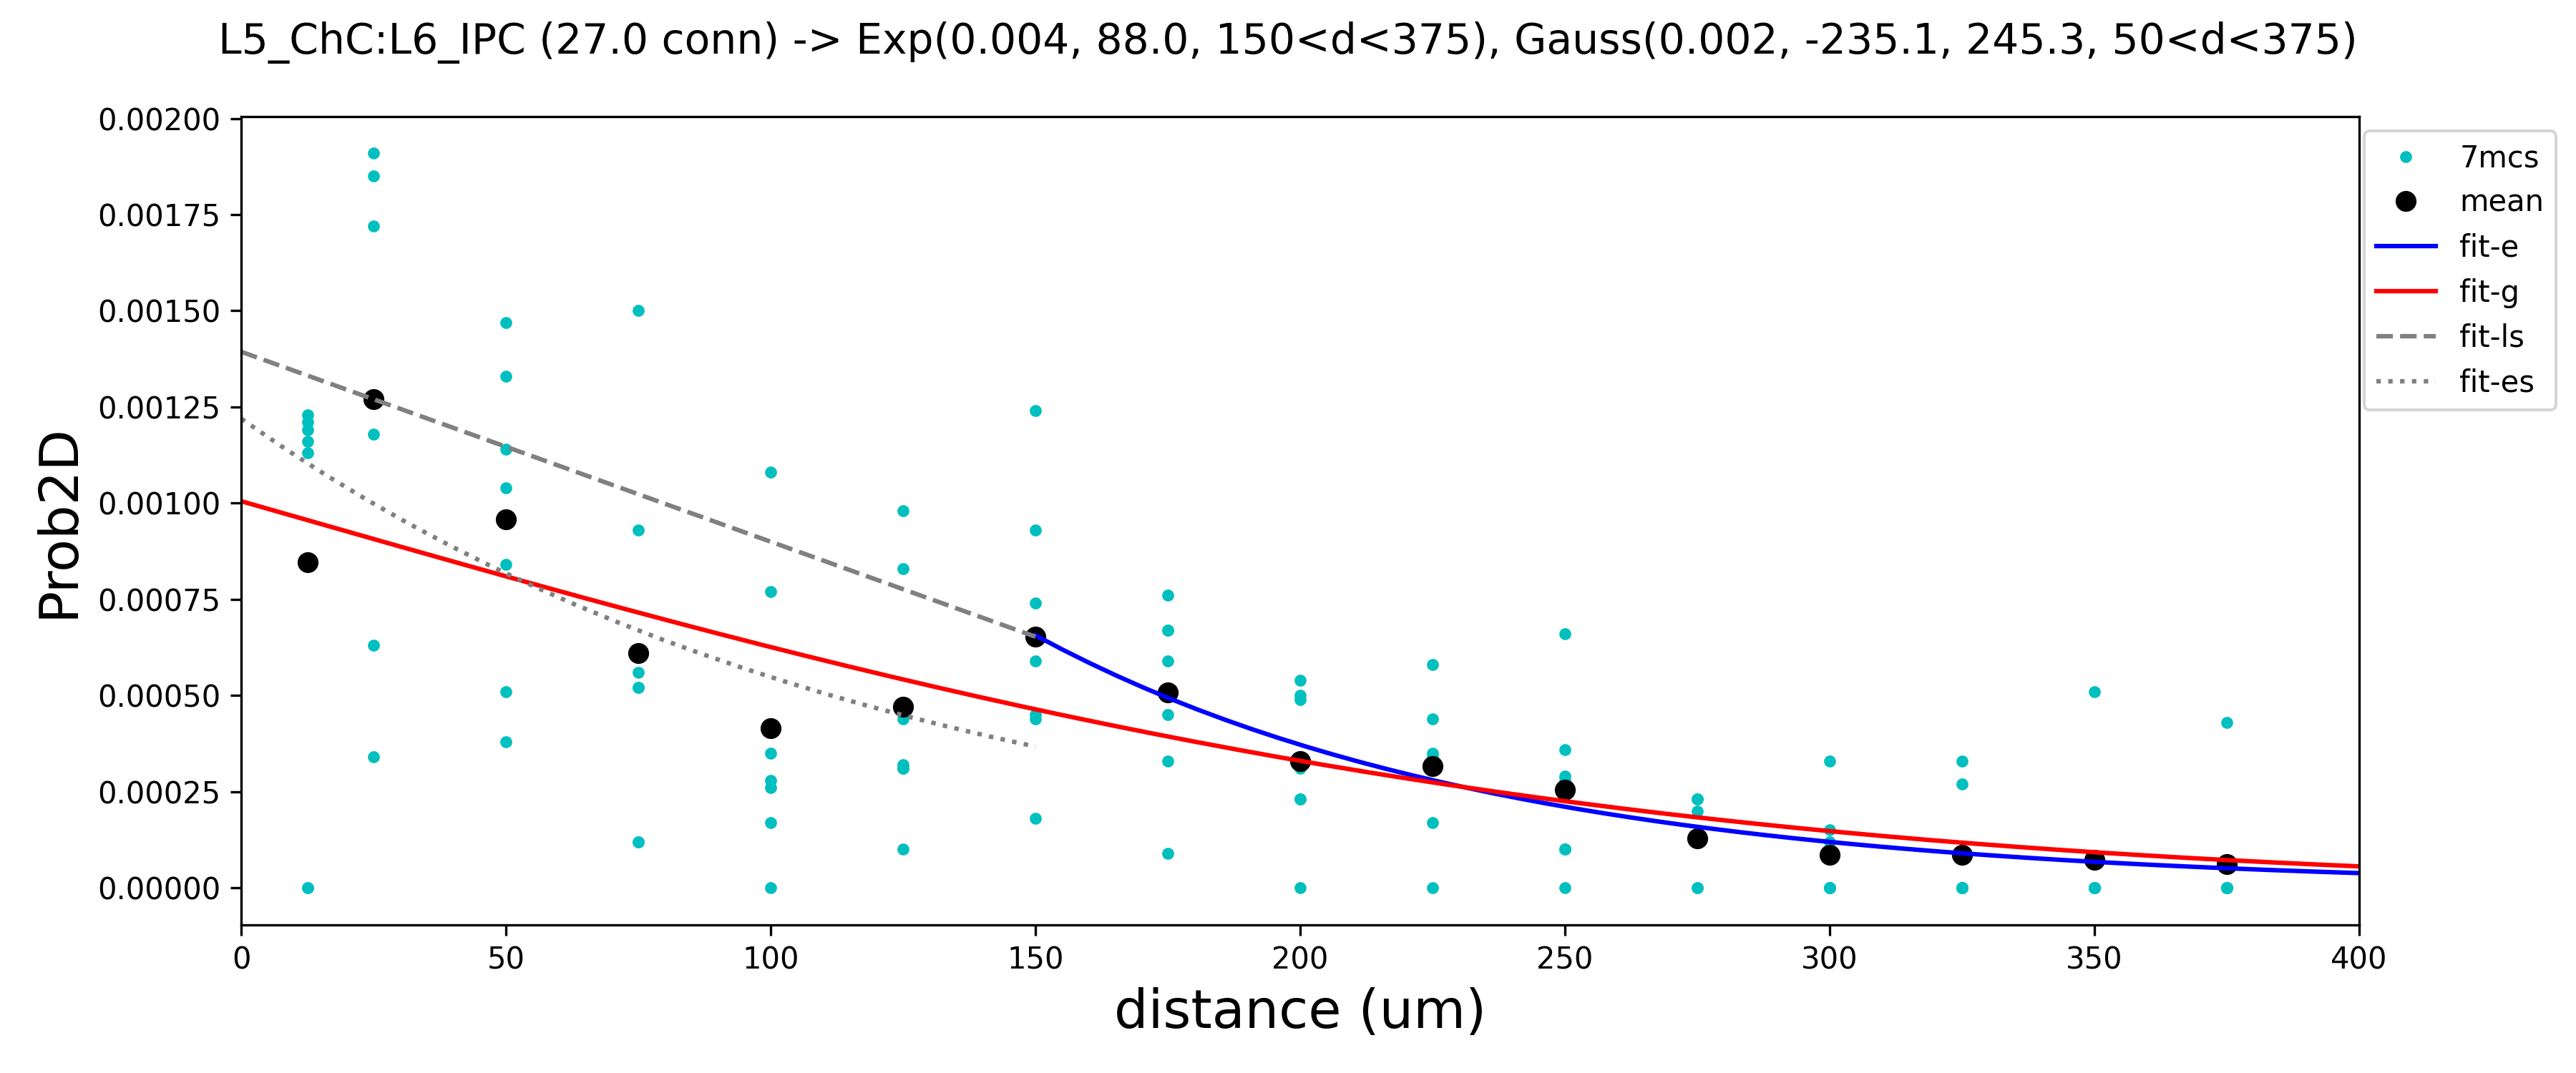 L5_ChC:L6_IPC (27.0 conn) -> Exp(0.004, 88.0, 150<d<375), Gauss(0.002, -235.1, 245.3, 50<d<375)
0.00200
0.00175
0.00150
0.00125
0.00100
0.00075
0.00050
0.00025
0.00000
Prob2D
0 50 100 150 200 250 300 350 400
distance (um)
7mcs
mean
fit-e
fit-g
fit-ls
fit-es